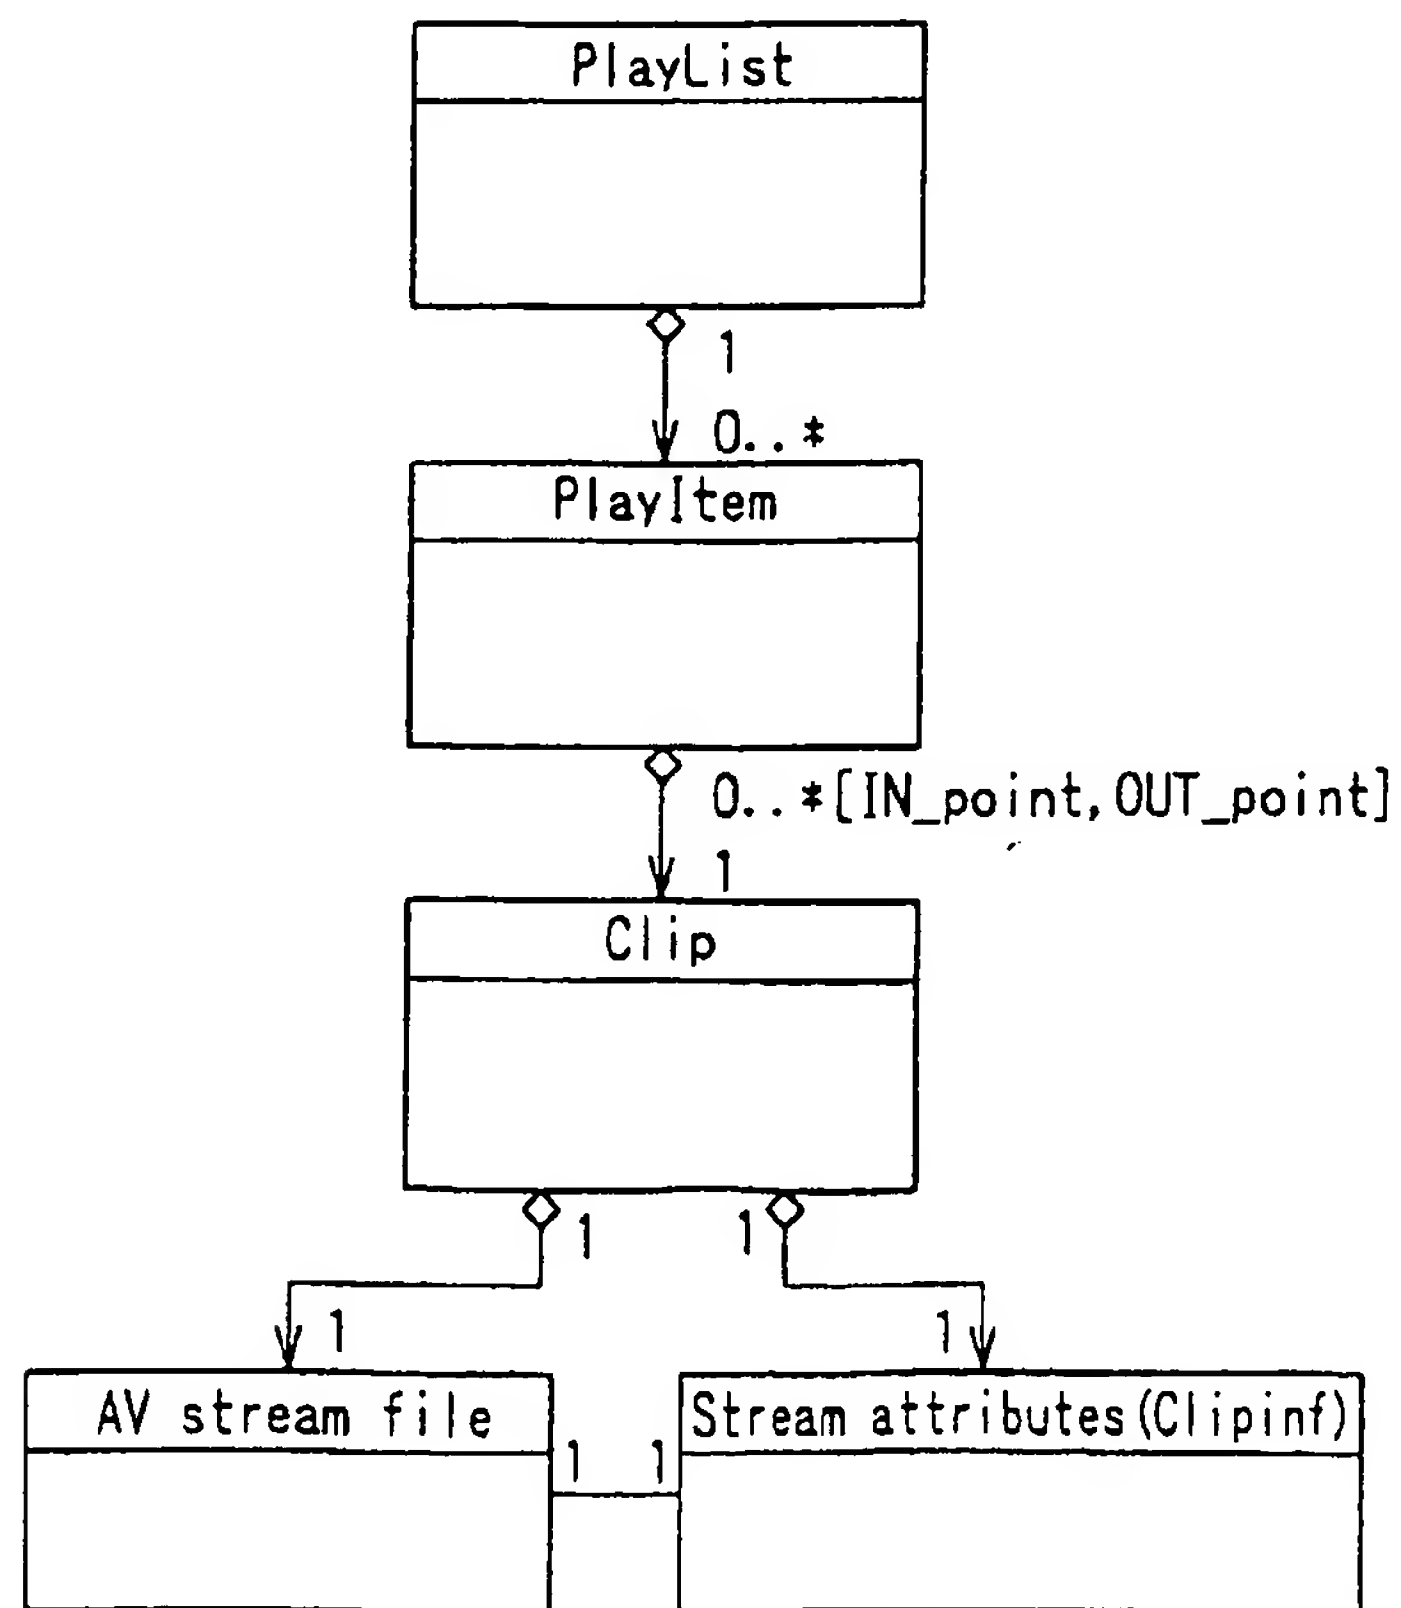 PlayList
1
0..*
PlayItem
0..*[IN_point, OUT_point]
1
Clip
1
1
1
1
AV stream file
Stream attributes(Clipinf)
1
1